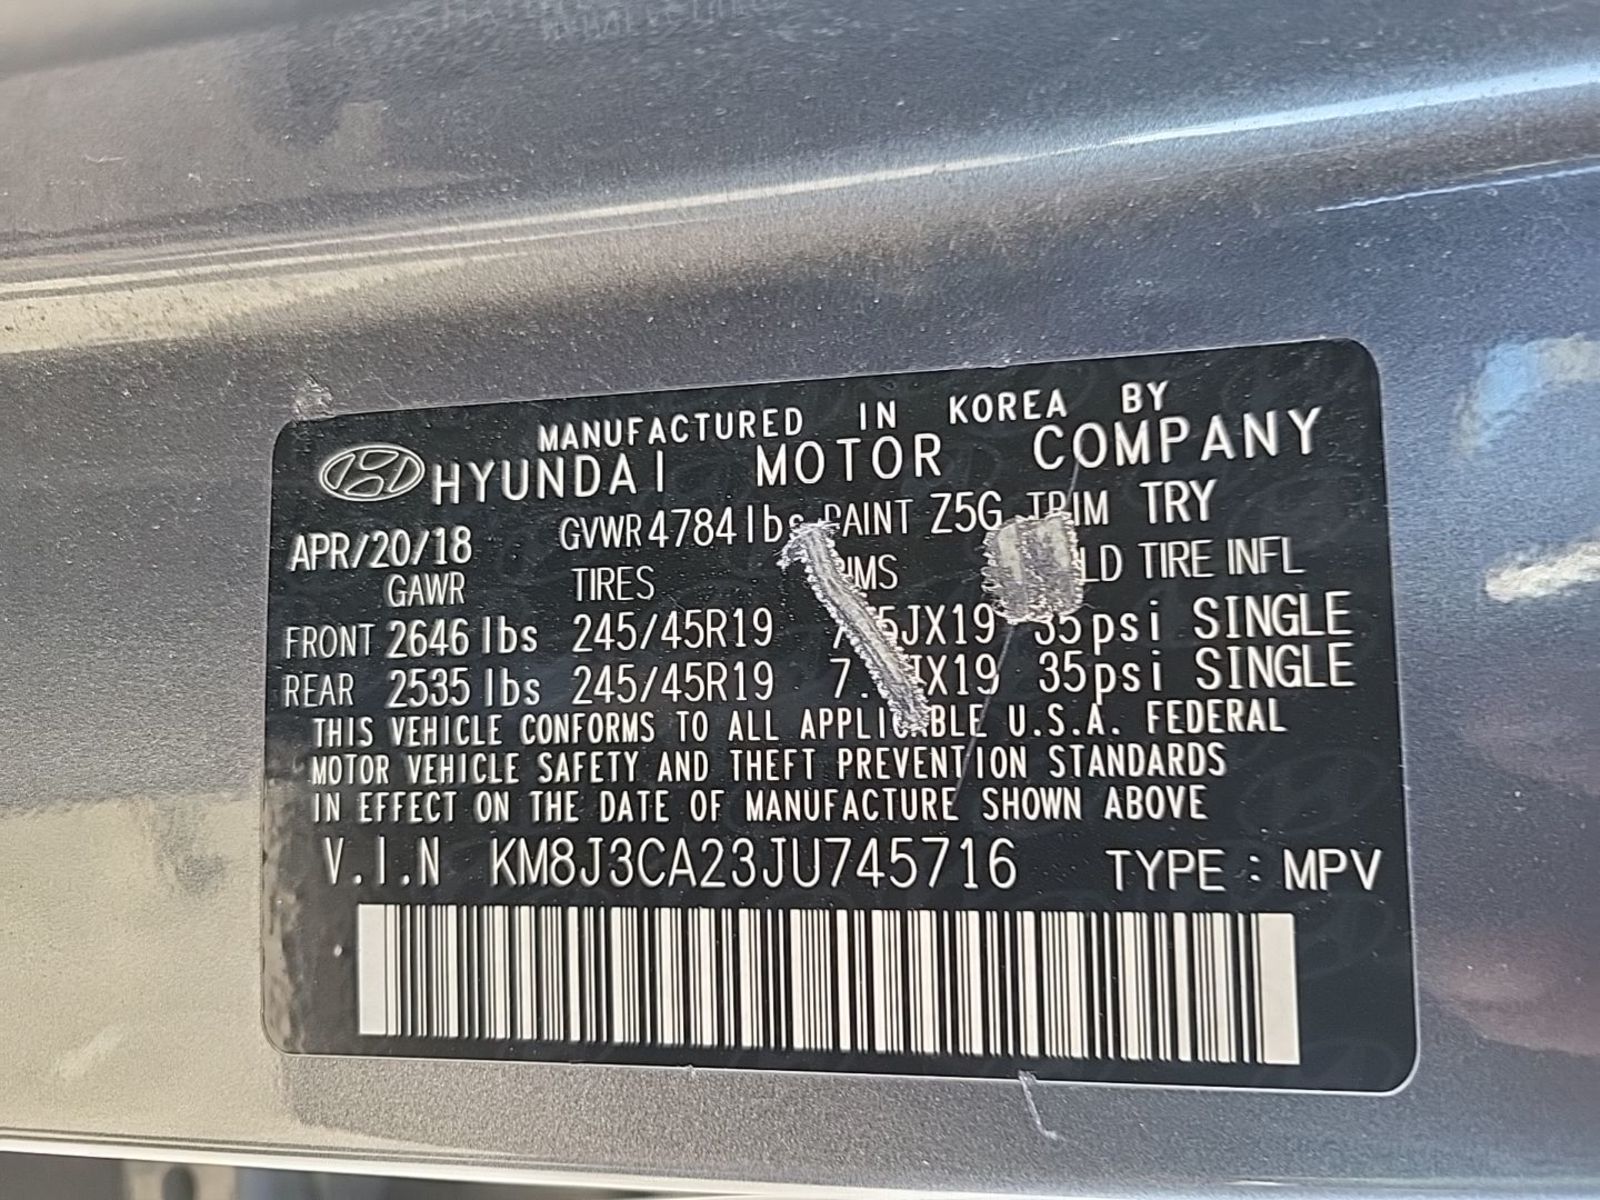 MANUFACTURED IN KOREA BY
HYUNDAI MOTOR COMPANY
APR/20/18 GVWR 4784 lbs PAINT Z5G TRIM TRY
GAWR TIRES TIRE INFL
FRONT 2646 lbs 245/45R19 35psi SINGLE
REAR 2535 lbs 245/45R19 35psi SINGLE
THIS VEHICLE CONFORMS TO ALL APPLICABLE U.S.A. FEDERAL
MOTOR VEHICLE SAFETY AND THEFT PREVENTION STANDARDS
IN EFFECT ON THE DATE OF MANUFACTURE SHOWN ABOVE
V.I.N KM8J3CA23JU745716 TYPE : MPV